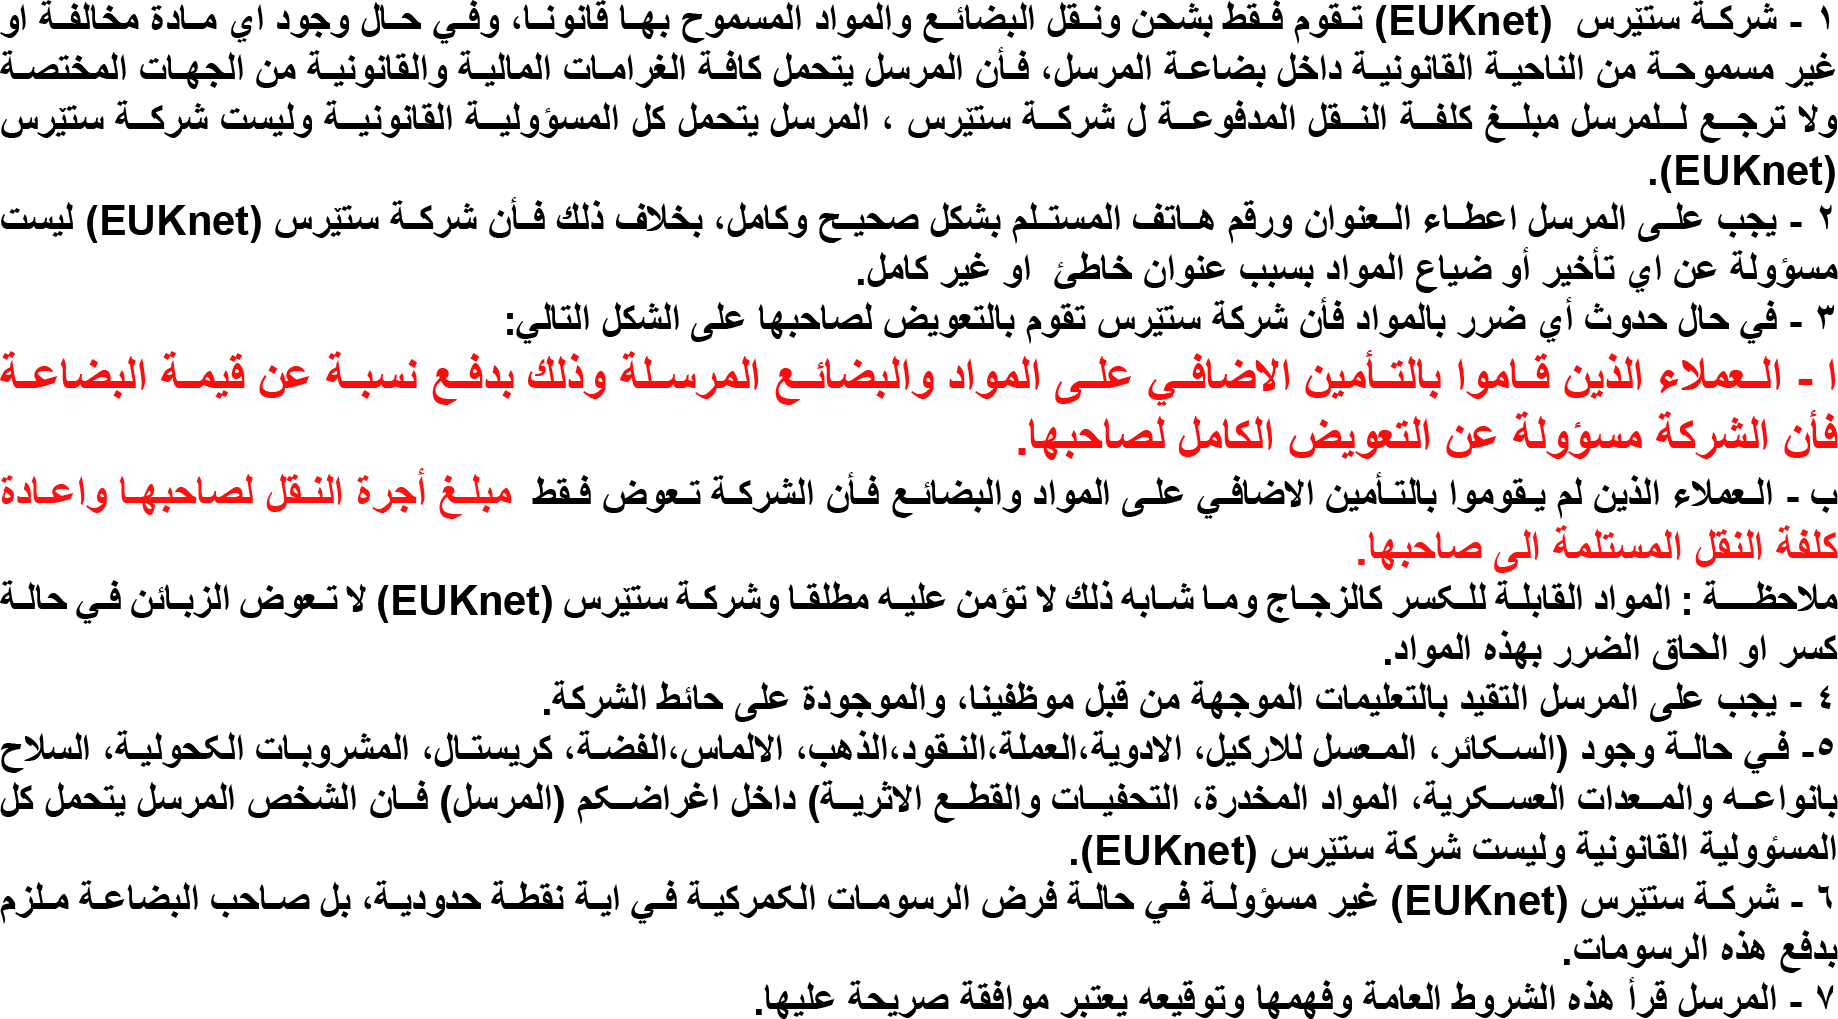 ١ - شركة ستێرس (EUKnet) تقوم فقط بشحن ونقل البضائع والمواد المسموح بها قانونا، وفي حال وجود اي مادة مخالفة او
غير مسموحة من الناحية القانونية داخل بضاعة المرسل، فأن المرسل يتحمل كافة الغرامات المالية والقانونية من الجهات المختصة
ولا ترجع للمرسل مبلغ كلفة النقل المدفوعة ل شركة ستێرس ، المرسل يتحمل كل المسؤولية القانونية وليست شركة ستێرس
(EUKnet).
٢ - يجب على المرسل اعطاء العنوان ورقم هاتف المستلم بشكل صحيح وكامل، بخلاف ذلك فأن شركة ستێرس (EUKnet) ليست
مسؤولة عن اي تأخير أو ضياع المواد بسبب عنوان خاطئ او غير كامل.
٣ - في حال حدوث أي ضرر بالمواد فأن شركة ستێرس تقوم بالتعويض لصاحبها على الشكل التالي:
ا - العملاء الذين قاموا بالتأمين الاضافي على المواد والبضائع المرسلة وذلك بدفع نسبة عن قيمة البضاعة
فأن الشركة مسؤولة عن التعويض الكامل لصاحبها.
ب - العملاء الذين لم يقوموا بالتأمين الاضافي على المواد والبضائع فأن الشركة تعوض فقط مبلغ أجرة النقل لصاحبها واعادة
كلفة النقل المستلمة الى صاحبها.
ملاحظة : المواد القابلة للكسر كالزجاج وما شابه ذلك لا تؤمن عليه مطلقا وشركة ستێرس (EUKnet) لا تعوض الزبائن في حالة
كسر او الحاق الضرر بهذه المواد.
٤ - يجب على المرسل التقيد بالتعليمات الموجهة من قبل موظفينا، والموجودة على حائط الشركة.
٥- في حالة وجود (السكائر، المعسل للاركيل، الادوية،العملة،النقود،الذهب، الالماس،الفضة، كريستال، المشروبات الكحولية، السلاح
بانواعه والمعدات العسكرية، المواد المخدرة، التحفيات والقطع الاثرية) داخل اغراضكم (المرسل) فان الشخص المرسل يتحمل كل
المسؤولية القانونية وليست شركة ستێرس (EUKnet).
٦ - شركة ستێرس (EUKnet) غير مسؤولة في حالة فرض الرسومات الكمركية في اية نقطة حدودية، بل صاحب البضاعة ملزم
بدفع هذه الرسومات.
٧ - المرسل قرأ هذه الشروط العامة وفهمها وتوقيعه يعتبر موافقة صريحة عليها.